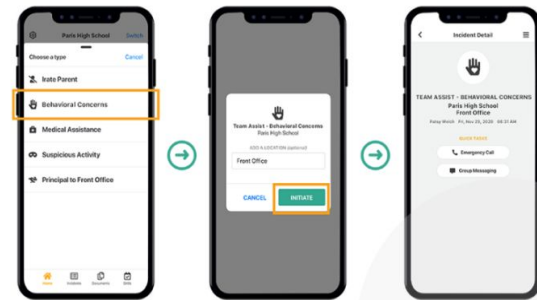 Paris High School
Switch
Choose a type
Cancel
Irate Parent
Behavioral Concerns
Medical Assistance
Suspicious Activity
Principal to Front Office
Home
Documents
Team Assist - Behavioral Concerns
Paris High School
ADD A LOCATION (optional)
Front Office
CANCEL
INITIATE
Incident Detail
TEAM ASSIST - BEHAVIORAL CONCERNS
Paris High School
Front Office
Emergency Call
Group Messaging